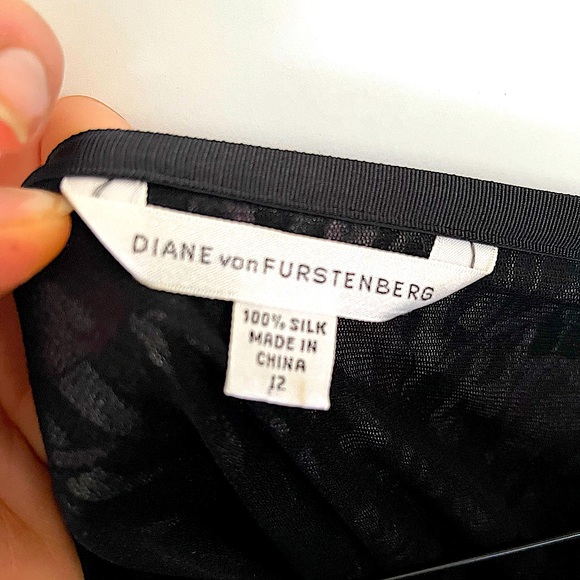 DIANE von FURSTENBERG
100% SILK
MADE IN
CHINA
12